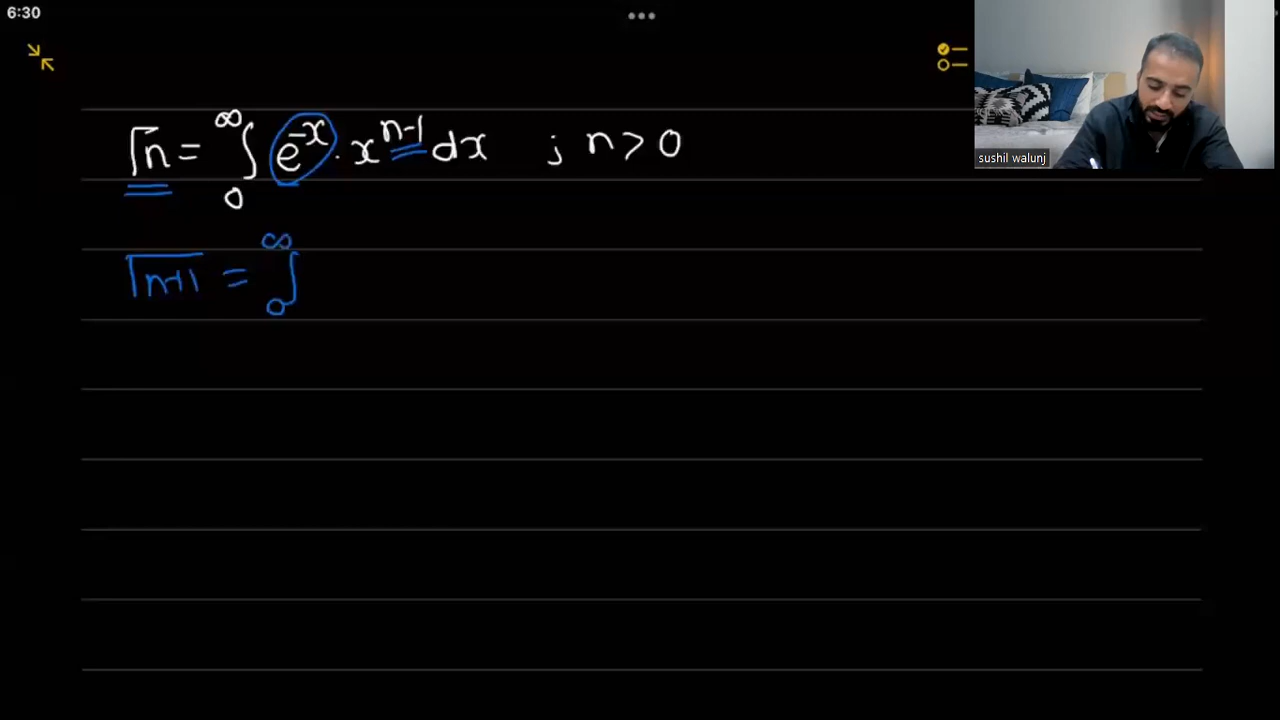 6:30
Γn = ∫₀^∞ e^-x · x^n-1 dx ; n > 0
sushil walunj
Γn+1 = ∫₀^∞